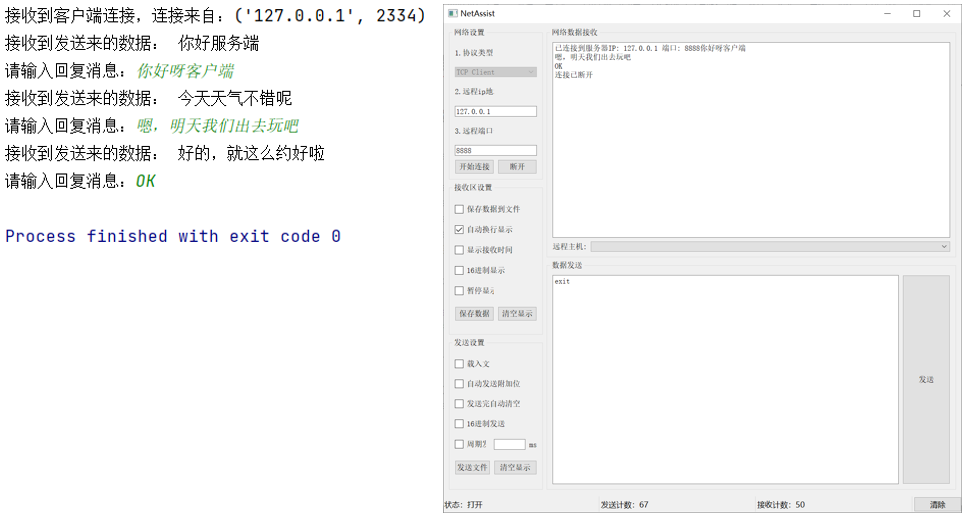 接收到客户端连接，连接来自：('127.0.0.1', 2334)
接收到发送来的数据： 你好服务端
请输入回复消息：你好呀客户端
接收到发送来的数据： 今天天气不错呢
请输入回复消息：嗯，明天我们出去玩吧
接收到发送来的数据： 好的，就这么约好啦
请输入回复消息：OK
Process finished with exit code 0
NetAssist
网络设置
1.协议类型
TCP Client
2.远程ip地
127.0.0.1
3.远程端口
8888
开始连接 断开
接收区设置
保存数据到文件
自动换行显示
显示接收时间
16进制显示
暂停显示
保存数据 清空显示
发送设置
载入文
自动发送附加位
发送完自动清空
16进制发送
周期发 ms
发送文件 清空显示
网络数据接收
已连接到服务器IP: 127.0.0.1 端口: 8888你好呀客户端
嗯，明天我们出去玩吧
OK
连接已断开
远程主机:
数据发送
exit
发送
状态：打开 发送计数：67 接收计数：50 清除